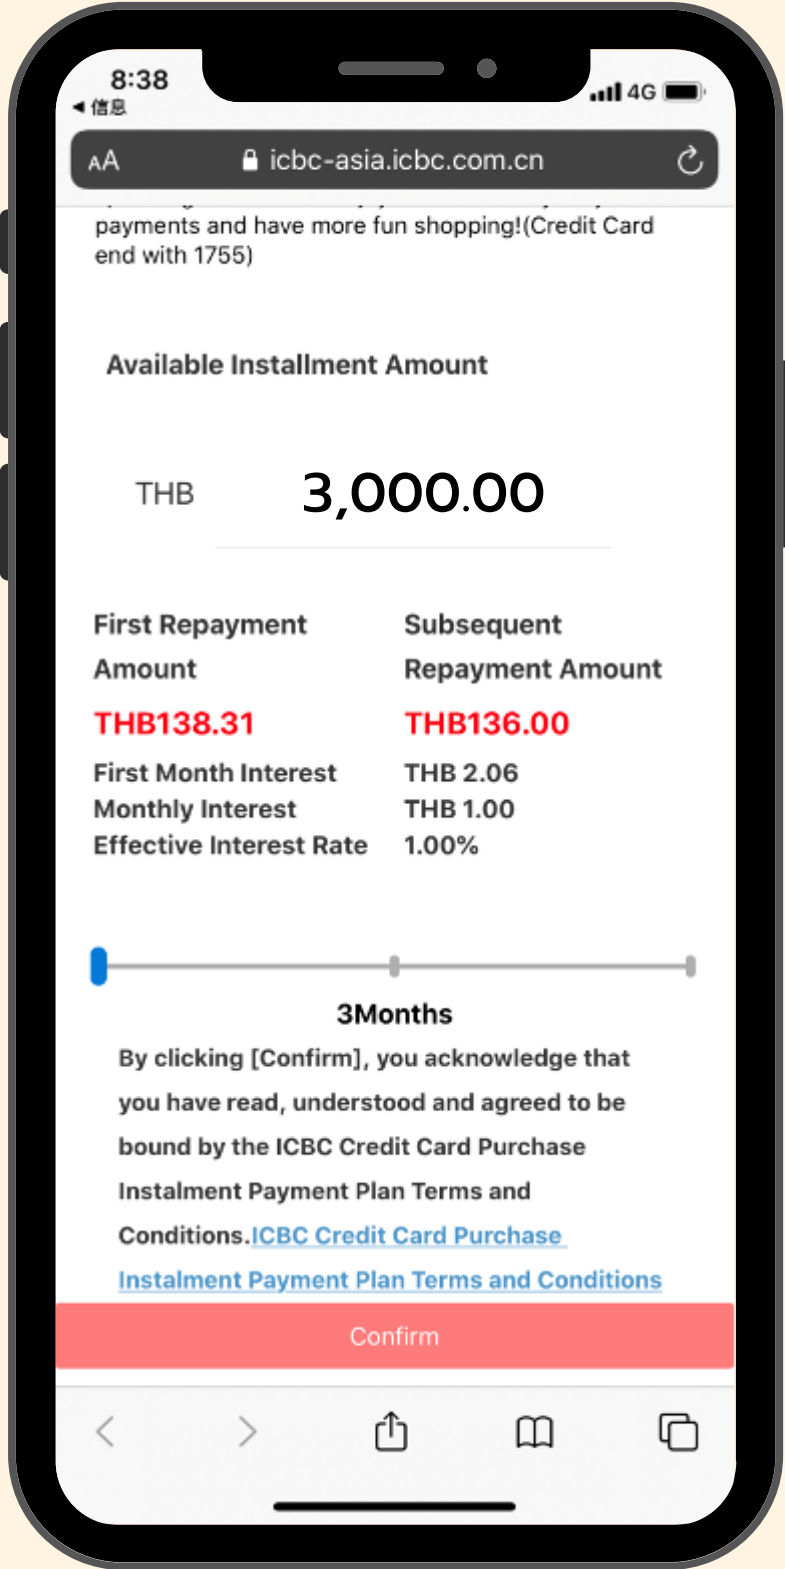 8:38
4G
◀ 信息
AA
icbc-asia.icbc.com.cn
payments and have more fun shopping!(Credit Card
end with 1755)
Available Installment Amount
THB 3,000.00
First Repayment
Amount
Subsequent
Repayment Amount
THB138.31
THB136.00
First Month Interest THB 2.06
Monthly Interest THB 1.00
Effective Interest Rate 1.00%
3Months
By clicking [Confirm], you acknowledge that
you have read, understood and agreed to be
bound by the ICBC Credit Card Purchase
Instalment Payment Plan Terms and
Conditions.ICBC Credit Card Purchase
Instalment Payment Plan Terms and Conditions
Confirm